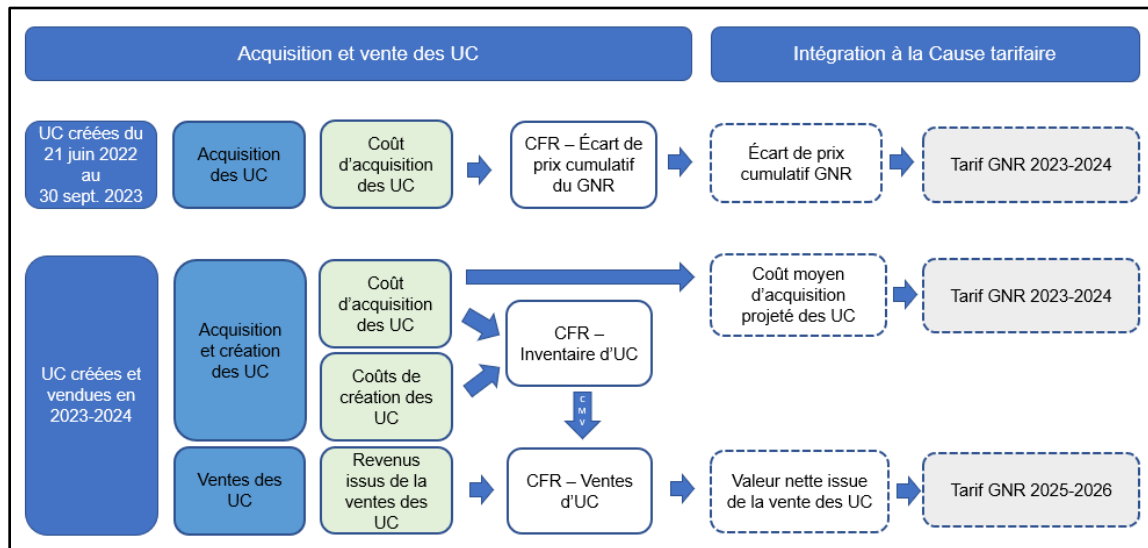 Acquisition et vente des UC
Intégration à la Cause tarifaire
UC créées du
21 juin 2022
au
30 sept. 2023
Acquisition
des UC
Coût
d’acquisition
des UC
CFR – Écart de
prix cumulatif
du GNR
Écart de prix
cumulatif GNR
Tarif GNR 2023-2024
UC créées et
vendues en
2023-2024
Acquisition
et création
des UC
Coût
d’acquisition
des UC
Coûts de
création des
UC
CFR –
Inventaire d’UC
C
M
V
Coût moyen
d’acquisition
projeté des UC
Tarif GNR 2023-2024
Ventes des
UC
Revenus
issus de la
ventes des
UC
CFR – Ventes
d’UC
Valeur nette issue
de la vente des UC
Tarif GNR 2025-2026